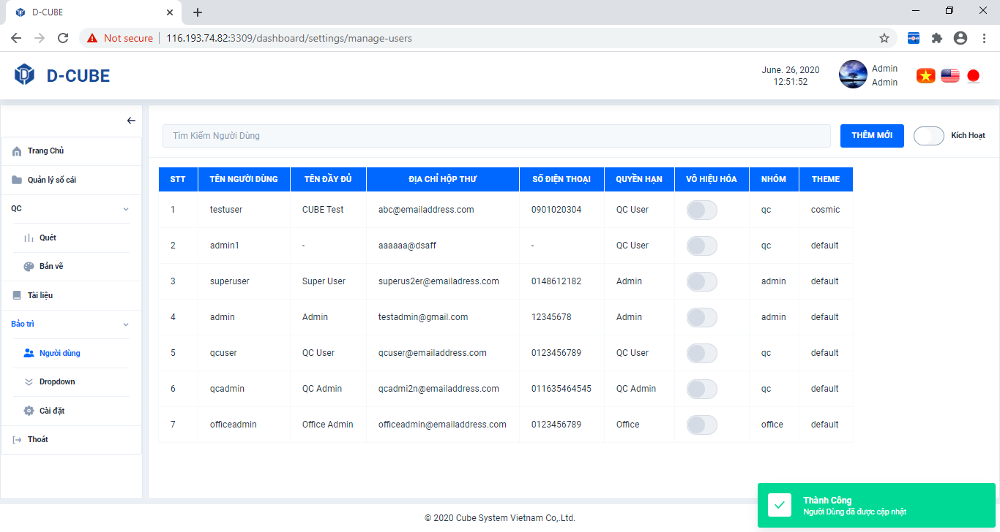 D-CUBE
Not secure
116.193.74.82:3309/dashboard/settings/manage-users
D-CUBE
June. 26, 2020
12:51:52
Admin
Admin
Trang Chủ
Quản lý sổ cái
QC
Quét
Bản vẽ
Tài liệu
Bảo trì
Người dùng
Dropdown
Cài đặt
Thoát
Tìm Kiếm Người Dùng
THÊM MỚI
Kích Hoạt
STT TÊN NGƯỜI DÙNG TÊN ĐẦY ĐỦ ĐỊA CHỈ HỘP THƯ SỐ ĐIỆN THOẠI QUYỀN HẠN VÔ HIỆU HÓA NHÓM THEME
1 testuser CUBE Test abc@emailaddress.com 0901020304 QC User qc cosmic
2 admin1 - aaaaaa@dsaff - QC User qc default
3 superuser Super User superus2er@emailadress.com 0148612182 Admin admin default
4 admin Admin testadmin@gmail.com 12345678 Admin admin default
5 qcuser QC User qcuser@emailaddress.com 0123456789 QC User qc default
6 qcadmin QC Admin qcadmi2n@emailaddress.com 011635464545 QC Admin qc default
7 officeadmin Office Admin officeadmin@emailaddress.com 0123456789 Office office default
Thành Công
Người Dùng đã được cập nhật
© 2020 Cube System Vietnam Co,.Ltd.